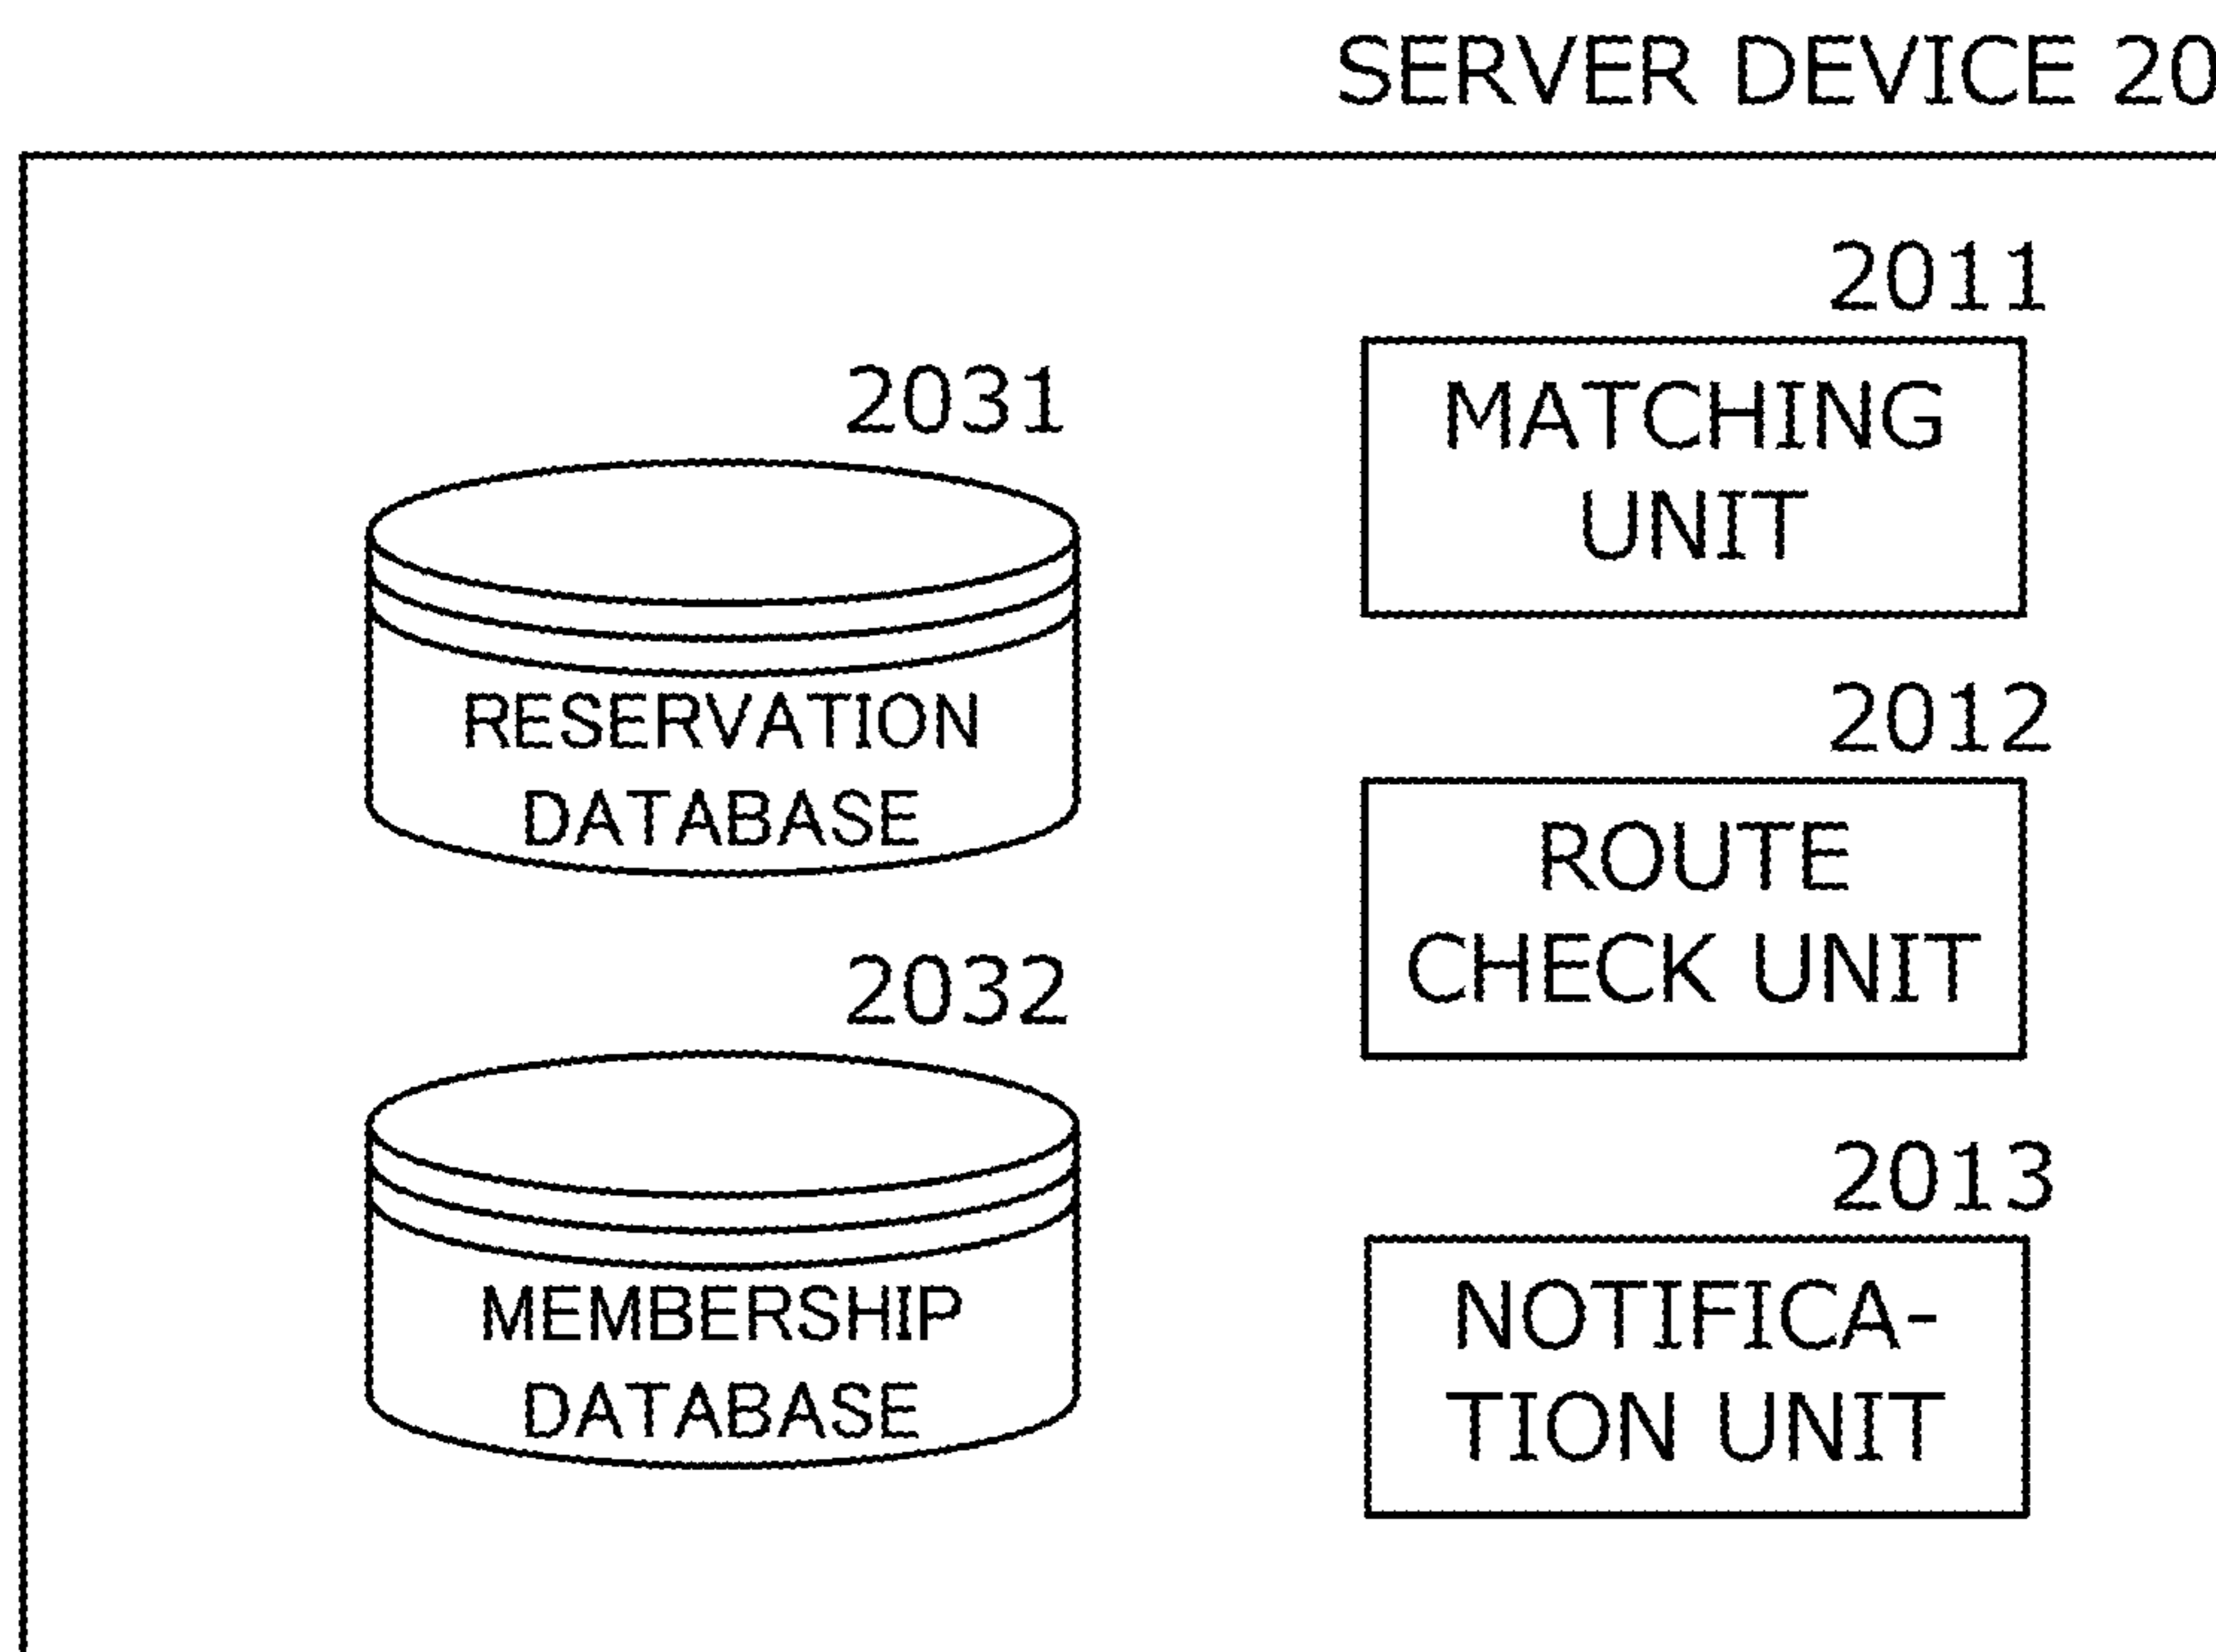 SERVER DEVICE 20
2031
RESERVATION
DATABASE
2032
MEMBERSHIP
DATABASE
2011
MATCHING
UNIT
2012
ROUTE
CHECK UNIT
2013
NOTIFICA-
TION UNIT